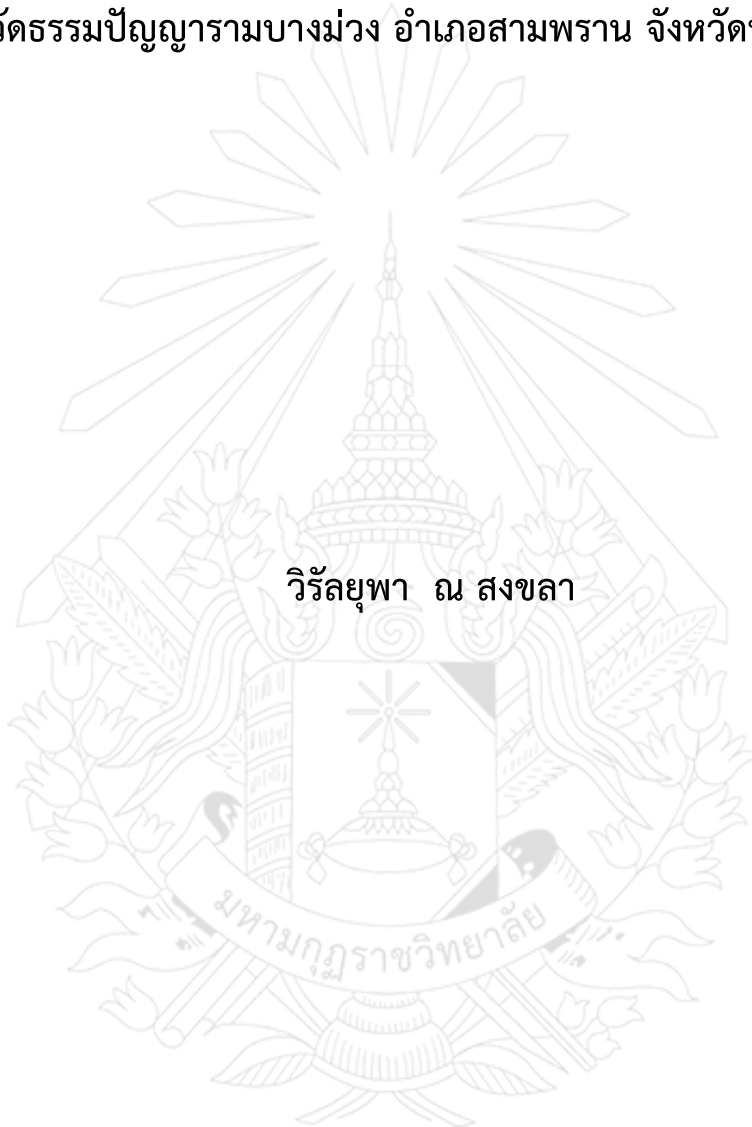 วัดธรรมปัญญารามบางม่วง อำเภอสามพราน จังหวัด
วิรัลยุพา ณ สงขลา
มหามกุฏราชวิทยาลัย